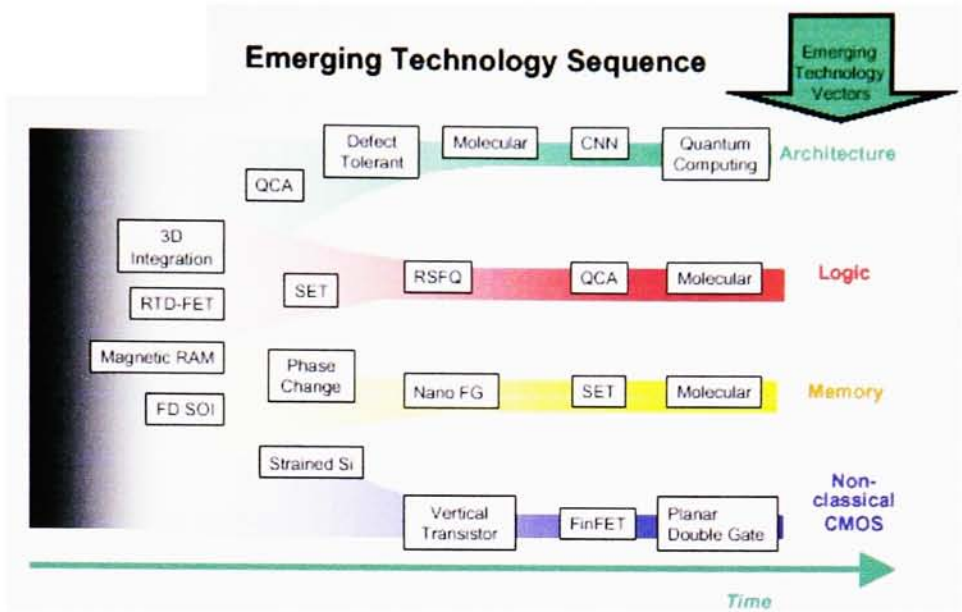 Emerging Technology Sequence
Emerging
Technology
Vectors
Defect
Tolerant
Molecular
CNN
Quantum
Computing
Architecture
QCA
3D
Integration
SET
RSFQ
QCA
Molecular
Logic
RTD-FET
Magnetic RAM
Phase
Change
Nano FG
SET
Molecular
Memory
FD SOI
Strained Si
Vertical
Transistor
FinFET
Planar
Double Gate
Non-
classical
CMOS
Time